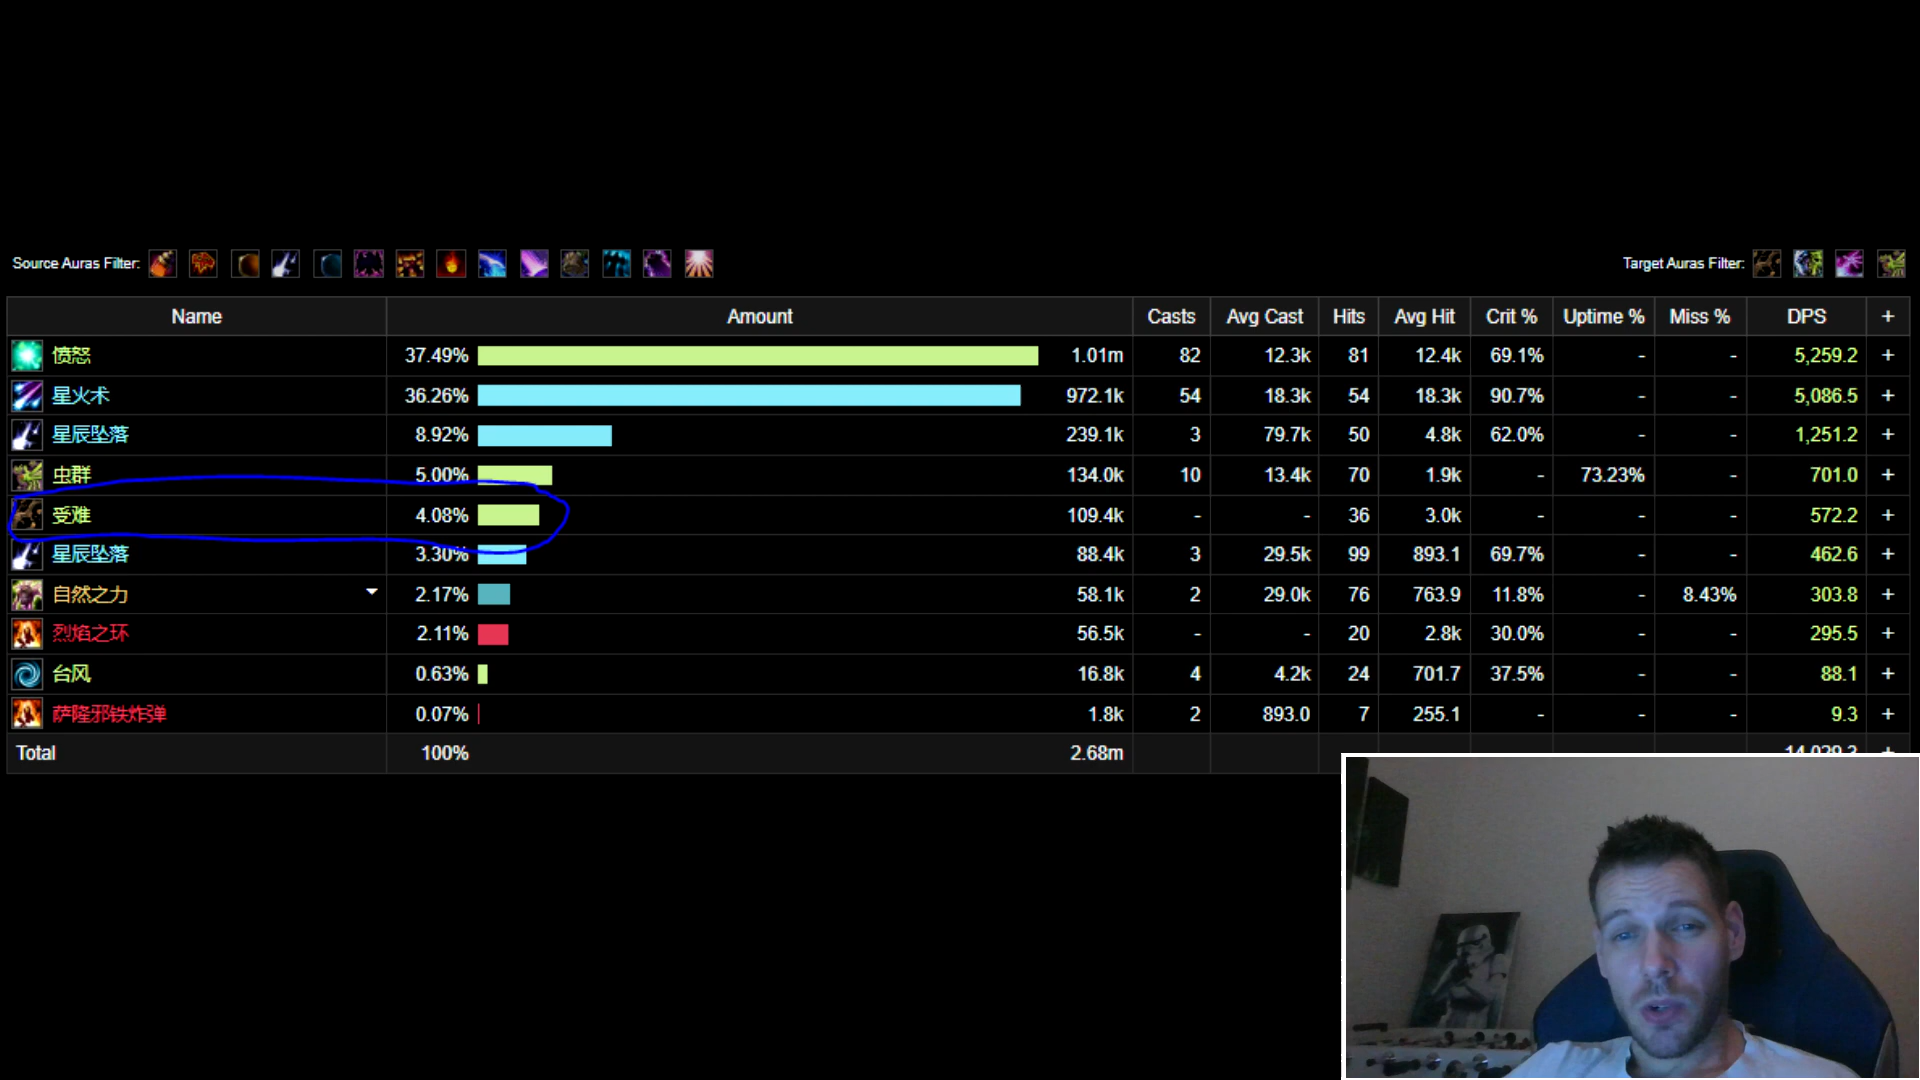 Source Auras Filter: Target Auras Filter:
Name Amount Casts Avg Cast Hits Avg Hit Crit % Uptime % Miss % DPS +
愤怒 37.49% 1.01m 82 12.3k 81 12.4k 69.1% - - 5,259.2 +
星火术 36.26% 972.1k 54 18.3k 54 18.3k 90.7% - - 5,086.5 +
星辰坠落 8.92% 239.1k 3 79.7k 50 4.8k 62.0% - - 1,251.2 +
虫群 5.00% 134.0k 10 13.4k 70 1.9k - 73.23% - 701.0 +
受难 4.08% 109.4k - - 36 3.0k - - - 572.2 +
星辰坠落 3.30% 88.4k 3 29.5k 99 893.1 69.7% - - 462.6 +
自然之力 2.17% 58.1k 2 29.0k 76 763.9 11.8% - 8.43% 303.8 +
烈焰之环 2.11% 56.5k - - 20 2.8k 30.0% - - 295.5 +
台风 0.63% 16.8k 4 4.2k 24 701.7 37.5% - - 88.1 +
萨隆邪铁炸弹 0.07% 1.8k 2 893.0 7 255.1 - - - 9.3 +
Total 100% 2.68m 14,029.3 +